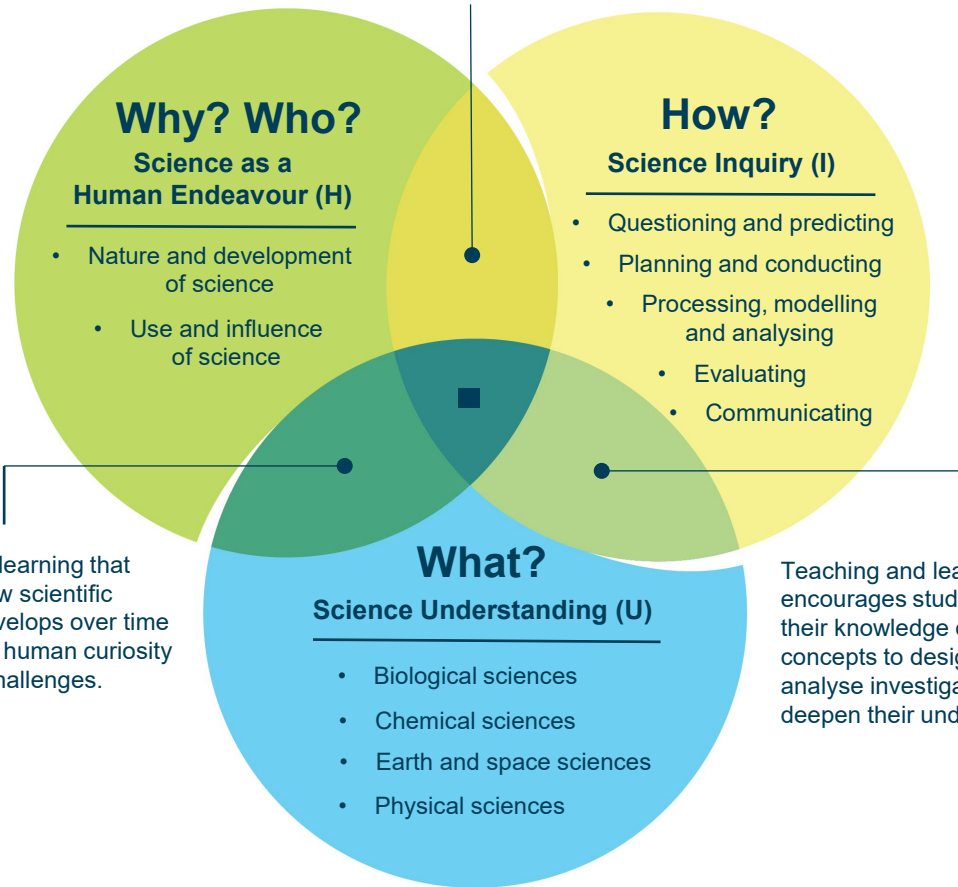 Why? Who?
Science as a
Human Endeavour (H)
• Nature and development
of science
• Use and influence
of science
How?
Science Inquiry (I)
• Questioning and predicting
• Planning and conducting
• Processing, modelling
and analysing
• Evaluating
• Communicating
learning that
scientific
velops over time
human curiosity
hallenges.
What?
Science Understanding (U)
• Biological sciences
• Chemical sciences
• Earth and space sciences
• Physical sciences
Teaching and lea
encourages stud
their knowledge
concepts to desig
analyse investiga
deepen their und